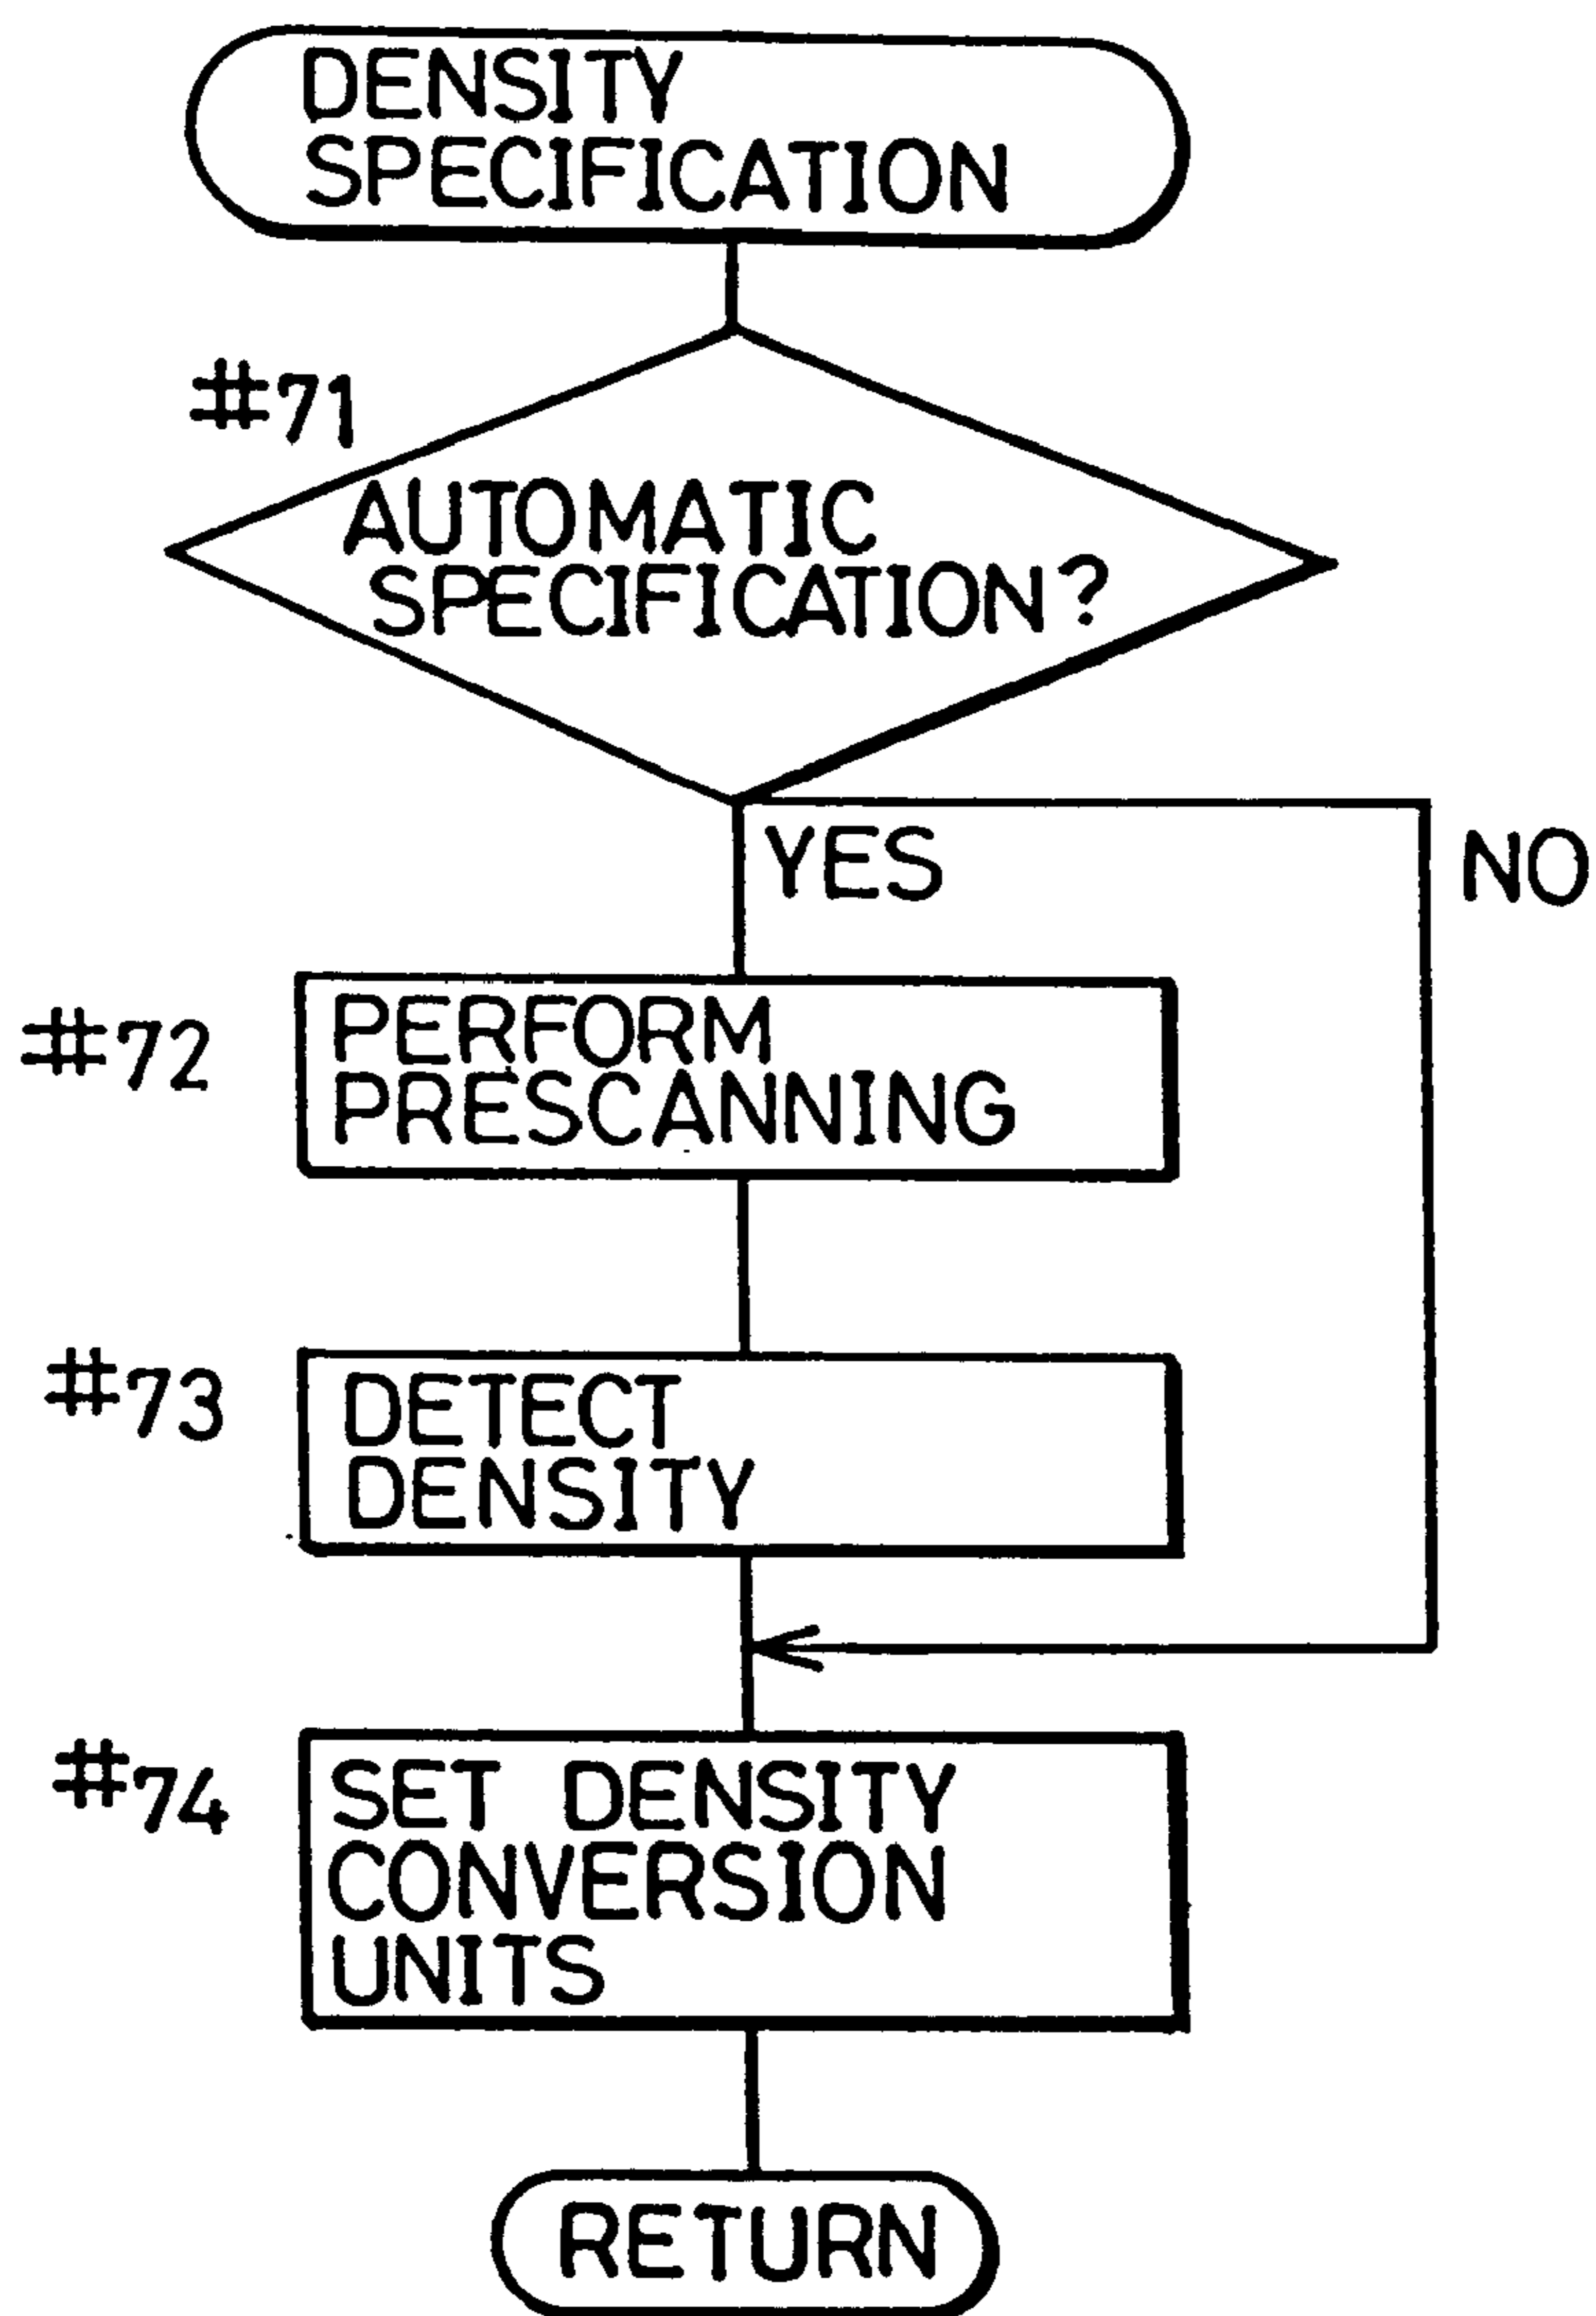 DENSITY
SPECIFICATION
#71
AUTOMATIC
SPECIFICATION?
YES
NO
#72
PERFORM
PRESCANNING
#73
DETECT
DENSITY
#74
SET DENSITY
CONVERSION
UNITS
RETURN